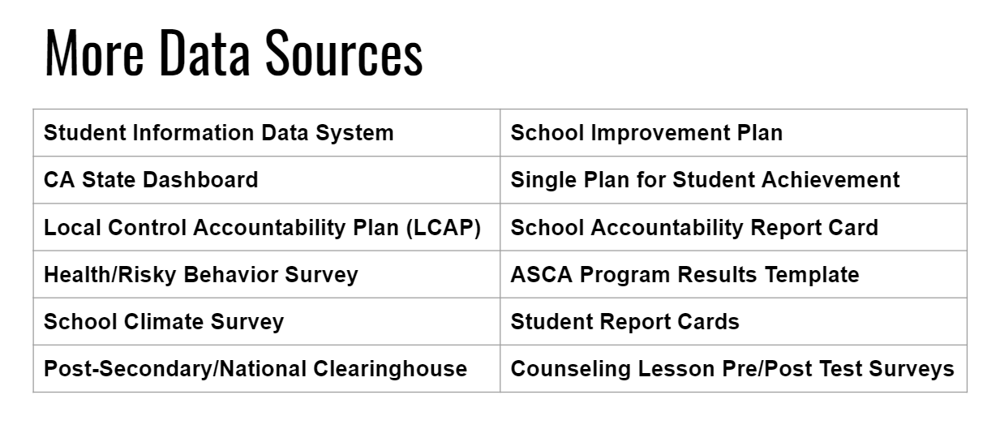 More Data Sources
Student Information Data System
School Improvement Plan
CA State Dashboard
Single Plan for Student Achievement
Local Control Accountability Plan (LCAP)
School Accountability Report Card
Health/Risky Behavior Survey
ASCA Program Results Template
School Climate Survey
Student Report Cards
Post-Secondary/National Clearinghouse
Counseling Lesson Pre/Post Test Surveys